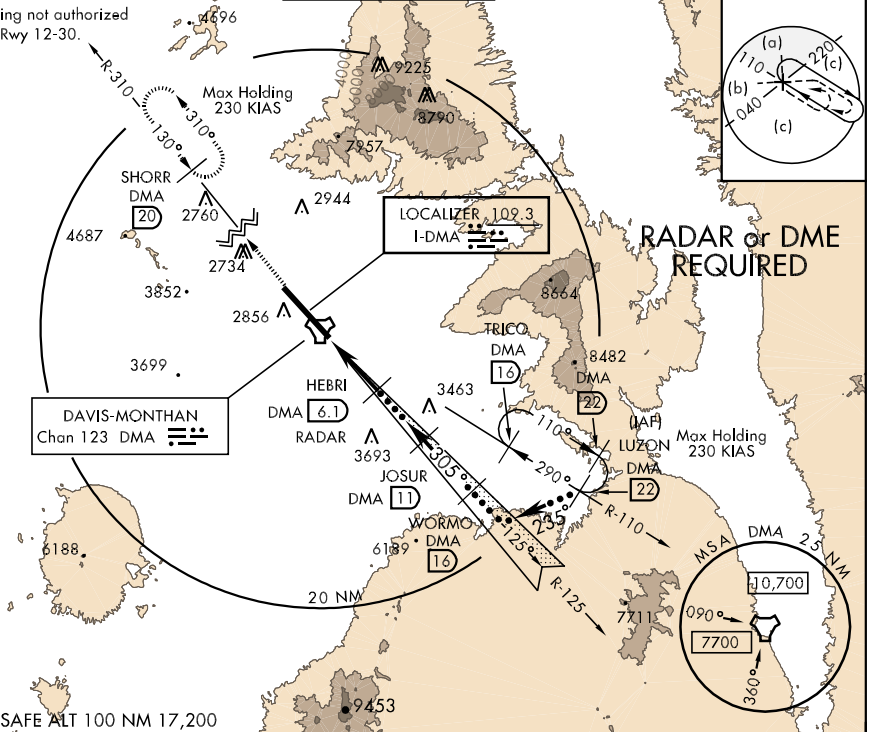 ing not authorized
Rwy 12-30.
4696
R-310
Max Holding
230 KIAS
310°
130°
SHORR
DMA
20
2760
2944
4687
2734
3852
2856
3699
9225
8790
7957
LOCALIZER 109.3
I-DMA
RADAR or DME
REQUIRED
8664
TRICO
DMA
16
8482
DMA
22
(IAF)
LUZON
DMA
22
Max Holding
230 KIAS
HEBRI
DMA 6.1
RADAR
3463
3693
110°
290°
DAVIS-MONTHAN
Chan 123 DMA
305°
JOSUR
DMA 11
235°
R-110
WORMO
DMA
16
6189
125°
R-125
6188
20 NM
7711
MSA DMA 25 NM
10,700
090°
7700
360°
9453
SAFE ALT 100 NM 17,200
(a)
110
220
(c)
(b)
040
(c)